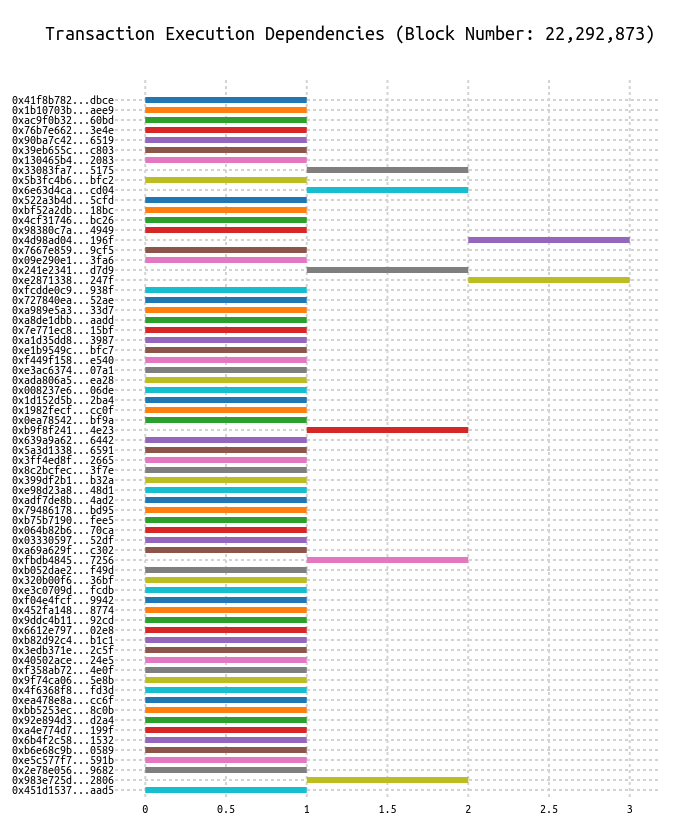 Transaction Execution Dependencies (Block Number: 22,292,873)
0x41f8b782...dbce
0x1b10703b...aee9
0xac9f0b32...60bd
0x76b7e662...3e4e
0x90ba7c42...6519
0x39eb655c...c803
0x130465b4...2083
0x33083fa7...5175
0x5b3fc4b6...bfc2
0x6e63d4ca...cd04
0x522a3b4d...5cfd
0xbf52a2db...18bc
0x4cf31746...bc26
0x98380c7a...4949
0x4d98ad04...196f
0x7667e859...9cf5
0x09e290e1...3fa6
0x241e2341...d7d9
0xe2871338...247f
0xfcdde0c9...938f
0x727840ea...52ae
0xa989e5a3...33d7
0xa8de1dbb...aadd
0x7e771ec8...15bf
0xa1d35dd8...3987
0xe1b9549c...bfc7
0xf449f158...e540
0xe3ac6374...07a1
0xada806a5...ea28
0x008237e6...06de
0x1d152d5b...2ba4
0x1982fecf...cc0f
0x0ea78542...bf9a
0xb9f8f241...4e23
0x639a9a62...6442
0x5a3d1338...6591
0x3ff4ed8f...2665
0x8c2bcfec...3f7e
0x399df2b1...b32a
0xe98d23a8...48d1
0xadf7de8b...4ad2
0x79486178...bd95
0xb75b7190...fee5
0x064b82b6...70ca
0x03330597...52df
0xa69a629f...c302
0xfbdb4845...7256
0xb052dae2...f49d
0x320b00f6...36bf
0xe3c0709d...fcdb
0xf04e4fcf...9942
0x452fa148...8774
0x9ddc4b11...92cd
0x6612e797...02e8
0xb82d92c4...b1c1
0x3edb371e...2c5f
0x40502ace...24e5
0xf358ab72...4e0f
0x9f74ca06...5e8b
0x4f6368f8...fd3d
0xea478e8a...cc6f
0xbb5253ec...8c0b
0x92e894d3...d2a4
0xa4e774d7...199f
0x6b4f2c58...1532
0xb6e68c9b...0589
0xe5c577f7...591b
0x2e78e056...9682
0x983e725d...2806
0x451d1537...aad5
0 0.5 1 1.5 2 2.5 3